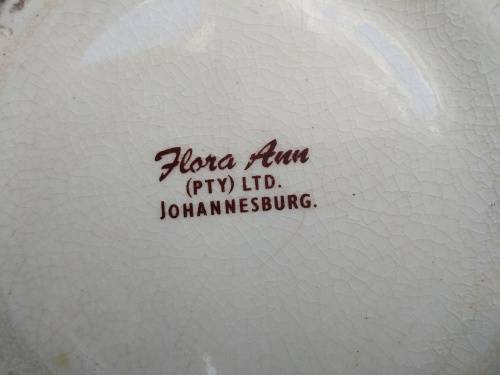 Flora Ann
(PTY) LTD.
JOHANNESBURG.